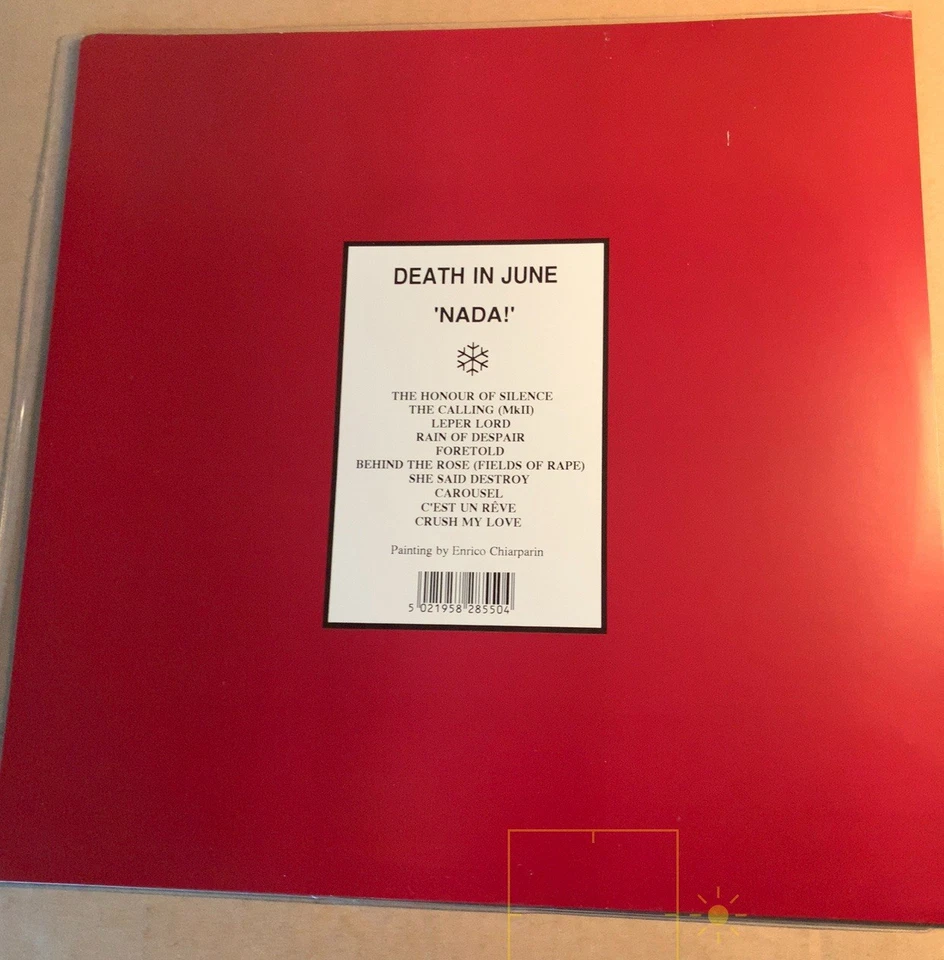 DEATH IN JUNE
'NADA!'
THE HONOUR OF SILENCE
THE CALLING (MkII)
LEPER LORD
RAIN OF DESPAIR
FORETOLD
BEHIND THE ROSE (FIELDS OF RAPE)
SHE SAID DESTROY
CAROUSEL
C'EST UN RÊVE
CRUSH MY LOVE
Painting by Enrico Chiarparin
5 021958 285504